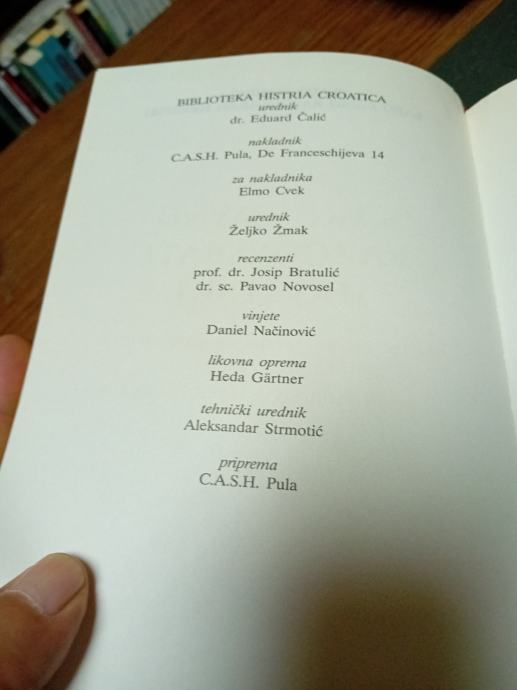 BIBLIOTEKA HISTRIA CROATICA
urednik
dr. Eduard Čalić
nakladnik
C.A.S.H. Pula, De Franceschijeva 14
za nakladnika
Elmo Cvek
urednik
Željko Žmak
recenzenti
prof. dr. Josip Bratulić
dr. sc. Pavao Novosel
vinjete
Daniel Načinović
likovna oprema
Heda Gärtner
tehnički urednik
Aleksandar Strmotić
priprema
C.A.S.H. Pula